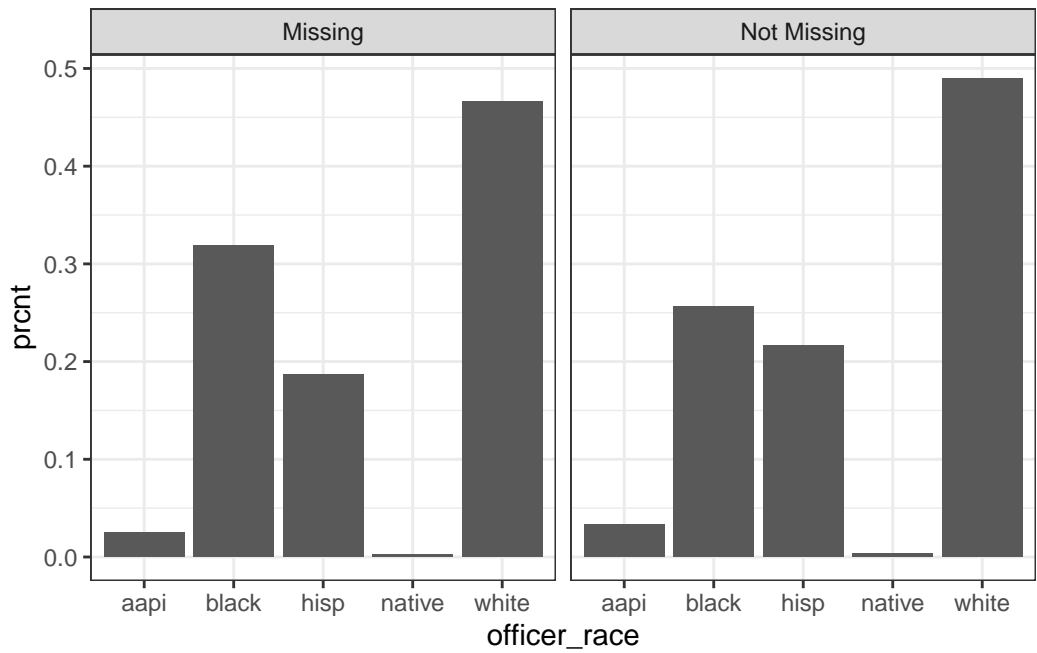 Missing
Not Missing
prcnt
0.5
0.4
0.3
0.2
0.1
0.0
aapi black hisp native white
aapi black hisp native white
officer_race